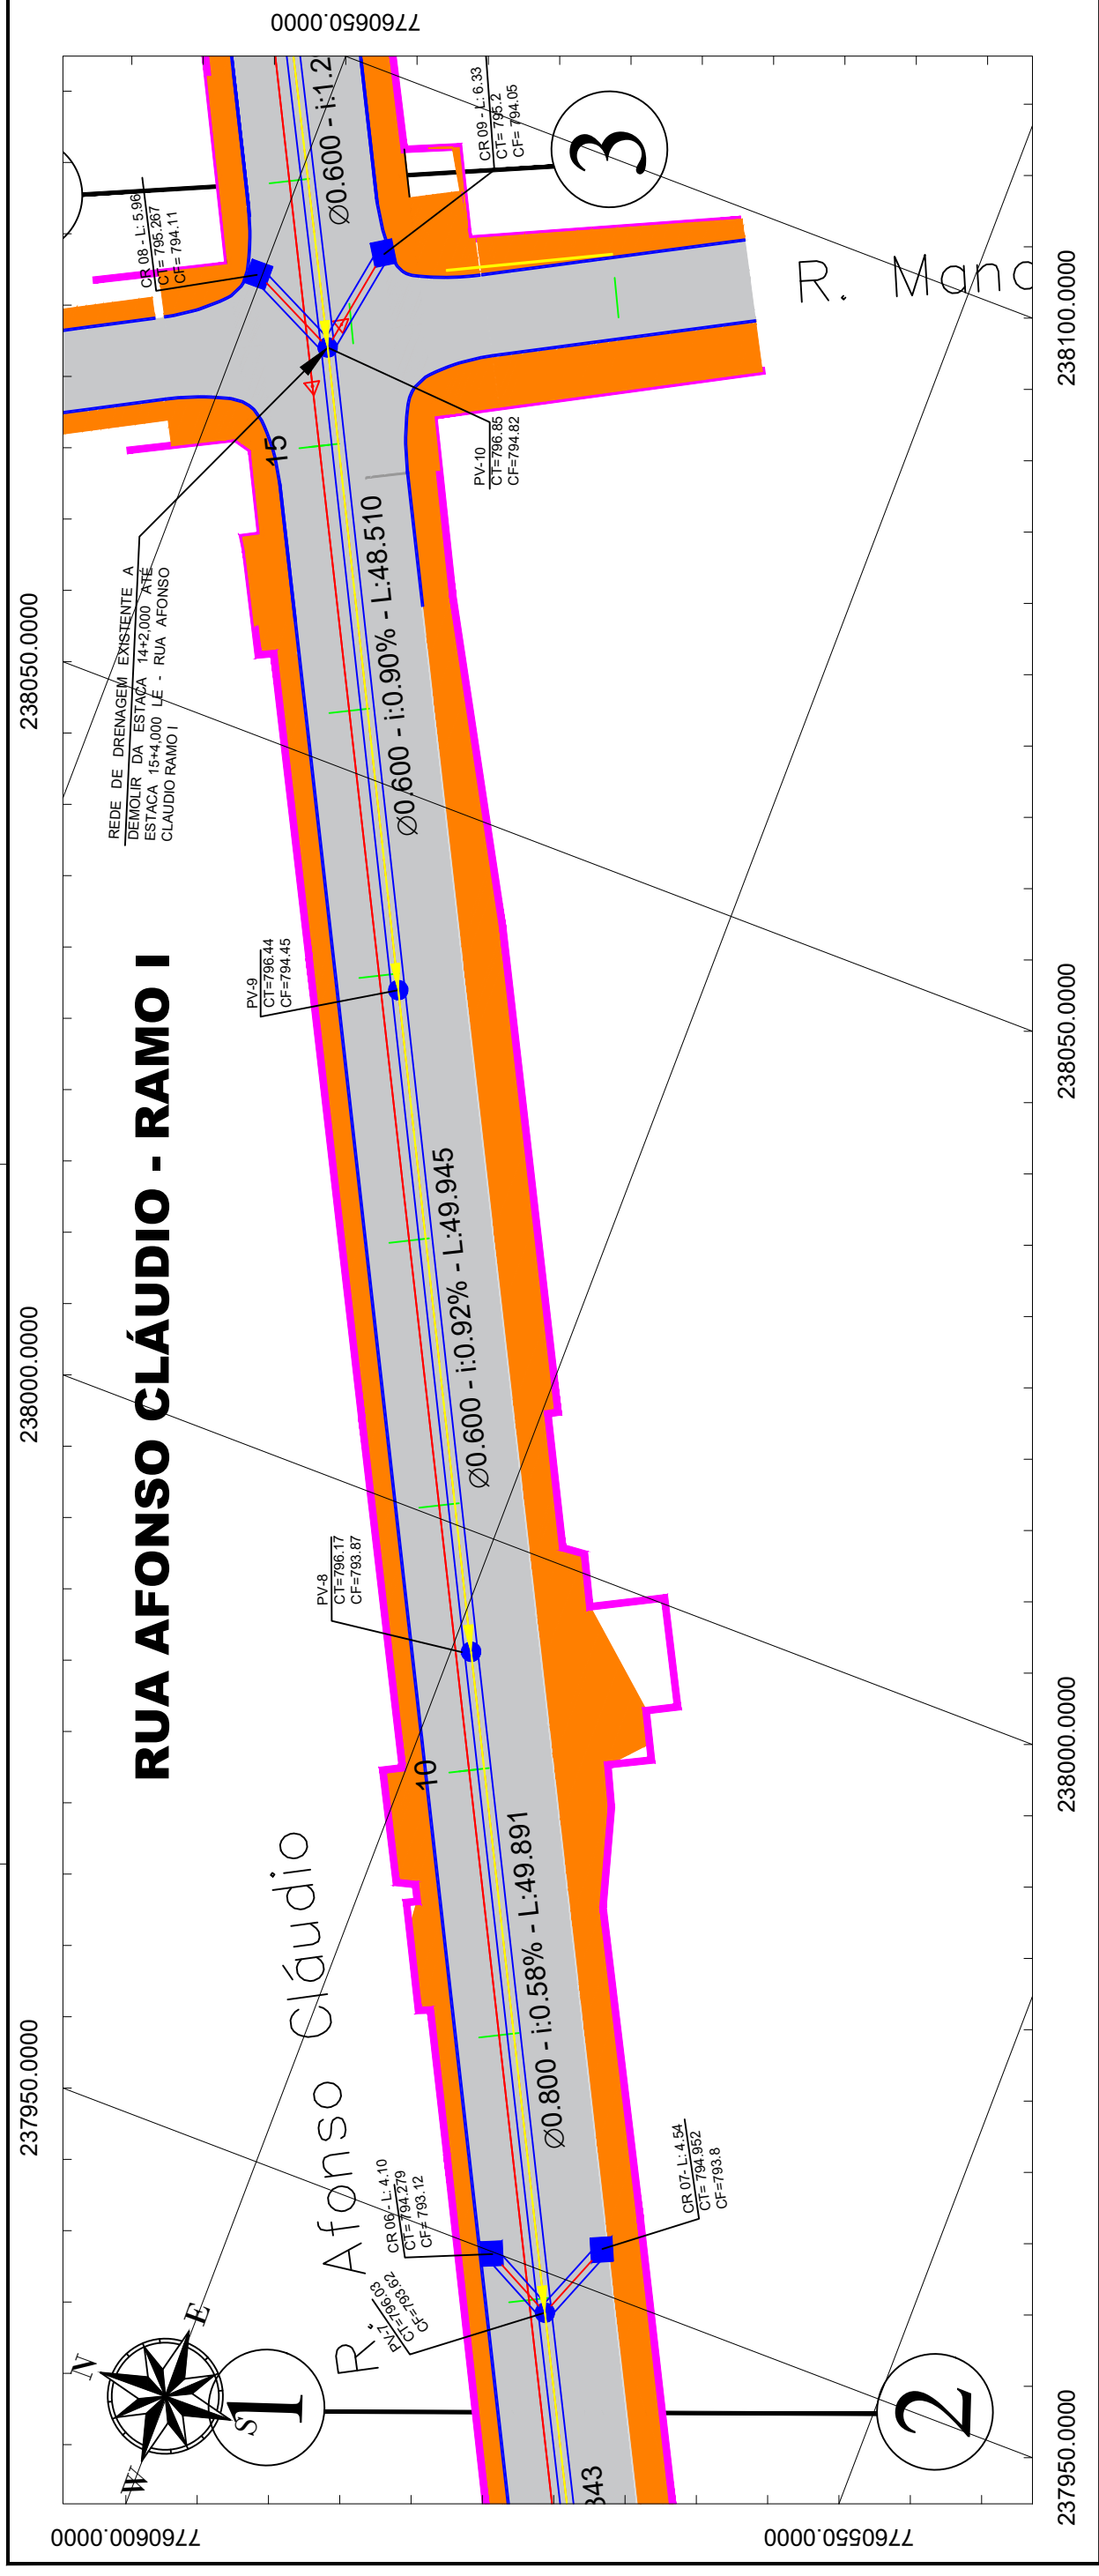 RUA AFONSO CLÁUDIO - RAMO I
R. Afonso Cláudio
R. Mano
237950.0000
238000.0000
238050.0000
7760600.0000
7760550.0000
7760650.0000
237950.0000
238000.0000
238050.0000
238100.0000
N
E
S
W
1
2
3
343
PV-7
CT=796.03
CF=793.62
CR 06 - L: 4.10
CT= 794.279
CF= 793.12
CR 07- L: 4.54
CT= 794.952
CF=793.8
Ø0.800 - i:0.58% - L:49.891
10
PV-8
CT=796.17
CF=793.87
Ø0.600 - i:0.92% - L:49.945
PV-9
CT=796.44
CF=794.45
Ø0.600 - i:0.90% - L:48.510
15
REDE DE DRENAGEM EXISTENTE A
DEMOLIR DA ESTACA 14+2,000 ATÉ
ESTACA 15+4,000 LE - RUA AFONSO
CLAUDIO RAMO I
PV-10
CT=796.85
CF=794.82
CR 08 - L: 5.96
CT= 795.267
CF= 794.11
CR 09 - L: 6.33
CT= 795.2
CF= 794.05
Ø0.600 - i:1.2